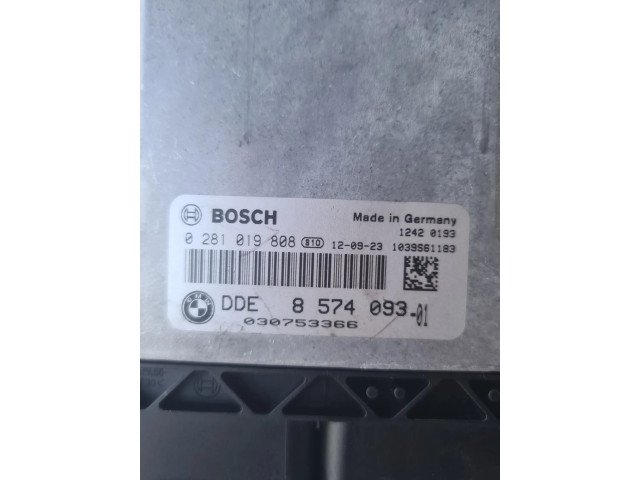 BOSCH
Made in Germany
1242 0193
0 281 019 808 810 12-09-23 1039S61183
DDE 8 574 093-01
030753366